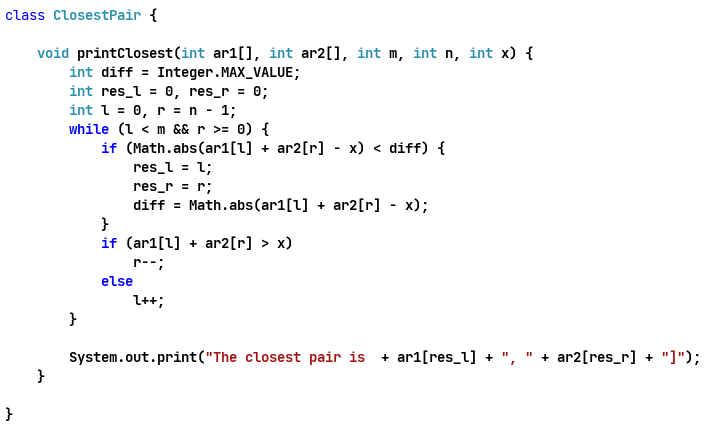 class ClosestPair {
void printClosest(int ar1[], int ar2[], int m, int n, int x) {
int diff = Integer.MAX_VALUE;
int res_l = 0, res_r = 0;
int l = 0, r = n - 1;
while (l < m && r >= 0) {
if (Math.abs(ar1[l] + ar2[r] - x) < diff) {
res_l = l;
res_r = r;
diff = Math.abs(ar1[l] + ar2[r] - x);
}
if (ar1[l] + ar2[r] > x)
r--;
else
l++;
}
System.out.print("The closest pair is  + ar1[res_l] + ", " + ar2[res_r] + "]");
}
}